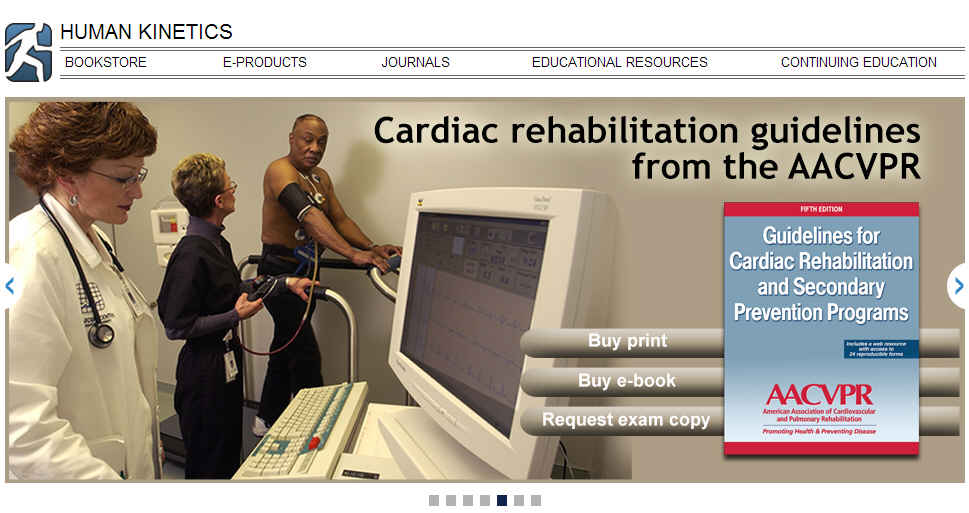 HUMAN KINETICS
BOOKSTORE
E-PRODUCTS
JOURNALS
EDUCATIONAL RESOURCES
CONTINUING EDUCATION
Cardiac rehabilitation guidelines
from the AACVPR
FIFTH EDITION
Guidelines for
Cardiac Rehabilitation
and Secondary
Prevention Programs
Includes a web resource
with access to
24 reproducible forms
AACVPR
American Association of Cardiovascular
and Pulmonary Rehabilitation
Promoting Health & Preventing Disease
Buy print
Buy e-book
Request exam copy